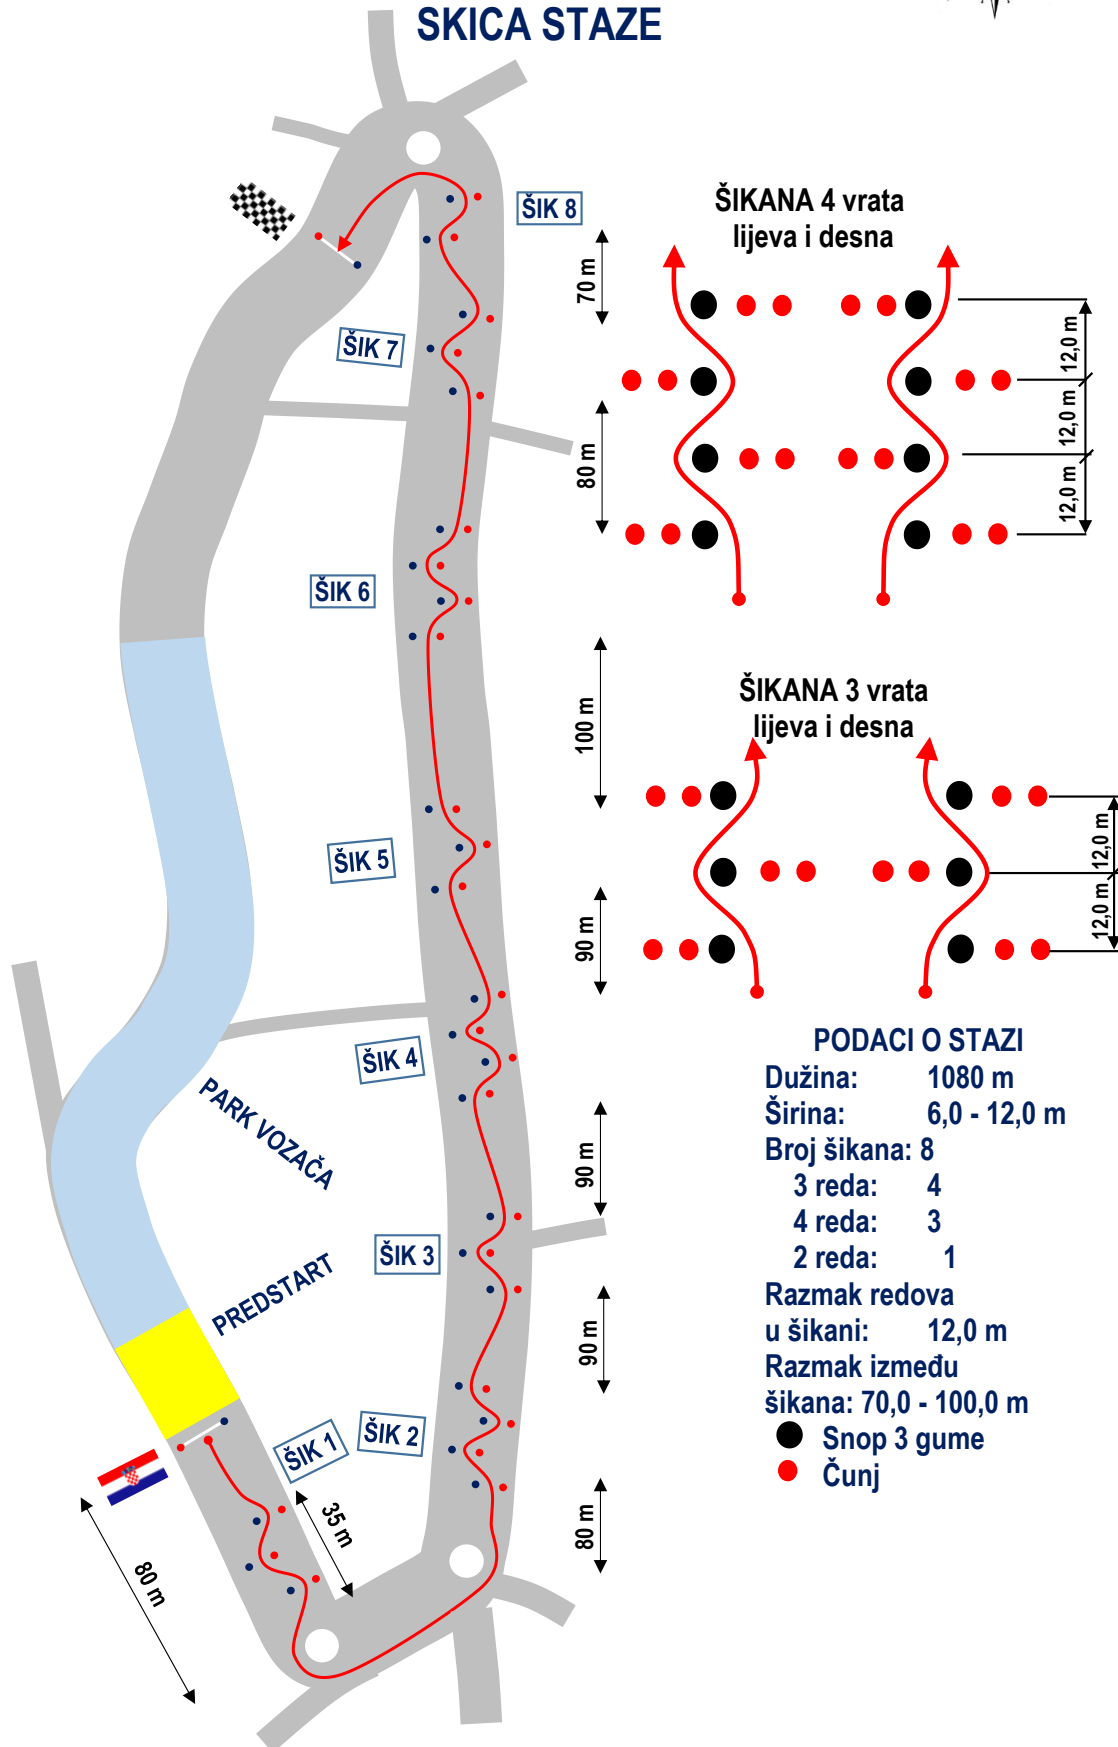 SKICA STAZE
ŠIK 8
ŠIK 7
ŠIK 6
ŠIK 5
ŠIK 4
ŠIK 3
ŠIK 2
ŠIK 1
PARK VOZAČA
PREDSTART
35 m
80 m
70 m
80 m
100 m
90 m
90 m
90 m
80 m
ŠIKANA 4 vrata
lijeva i desna
12,0 m
12,0 m
12,0 m
ŠIKANA 3 vrata
lijeva i desna
12,0 m
12,0 m
PODACI O STAZI
Dužina: 1080 m
Širina: 6,0 - 12,0 m
Broj šikana: 8
3 reda: 4
4 reda: 3
2 reda: 1
Razmak redova
u šikani: 12,0 m
Razmak između
šikana: 70,0 - 100,0 m
Snop 3 gume
Čunj